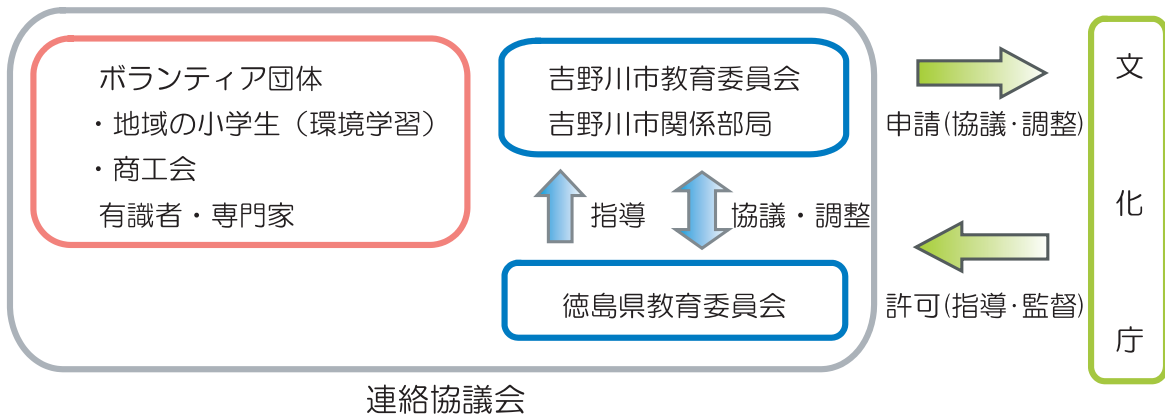 ボランティア団体
・地域の小学生（環境学習）
・商工会
有識者・専門家
吉野川市教育委員会
吉野川市関係部局
指導
協議・調整
徳島県教育委員会
連絡協議会
申請(協議･調整)
許可(指導･監督)
文化庁